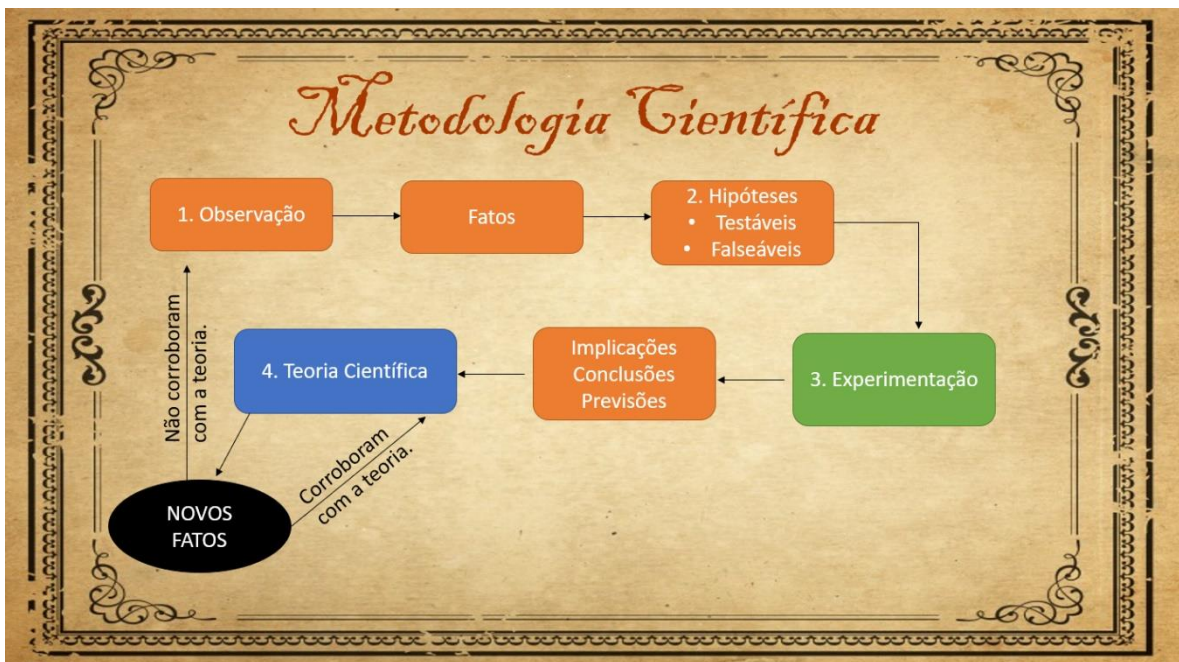 Metodologia Científica
1. Observação
Fatos
2. Hipóteses
• Testáveis
• Falseáveis
3. Experimentação
Implicações
Conclusões
Previsões
4. Teoria Científica
NOVOS
FATOS
Não corroboram
com a teoria.
Corroboram
com a teoria.